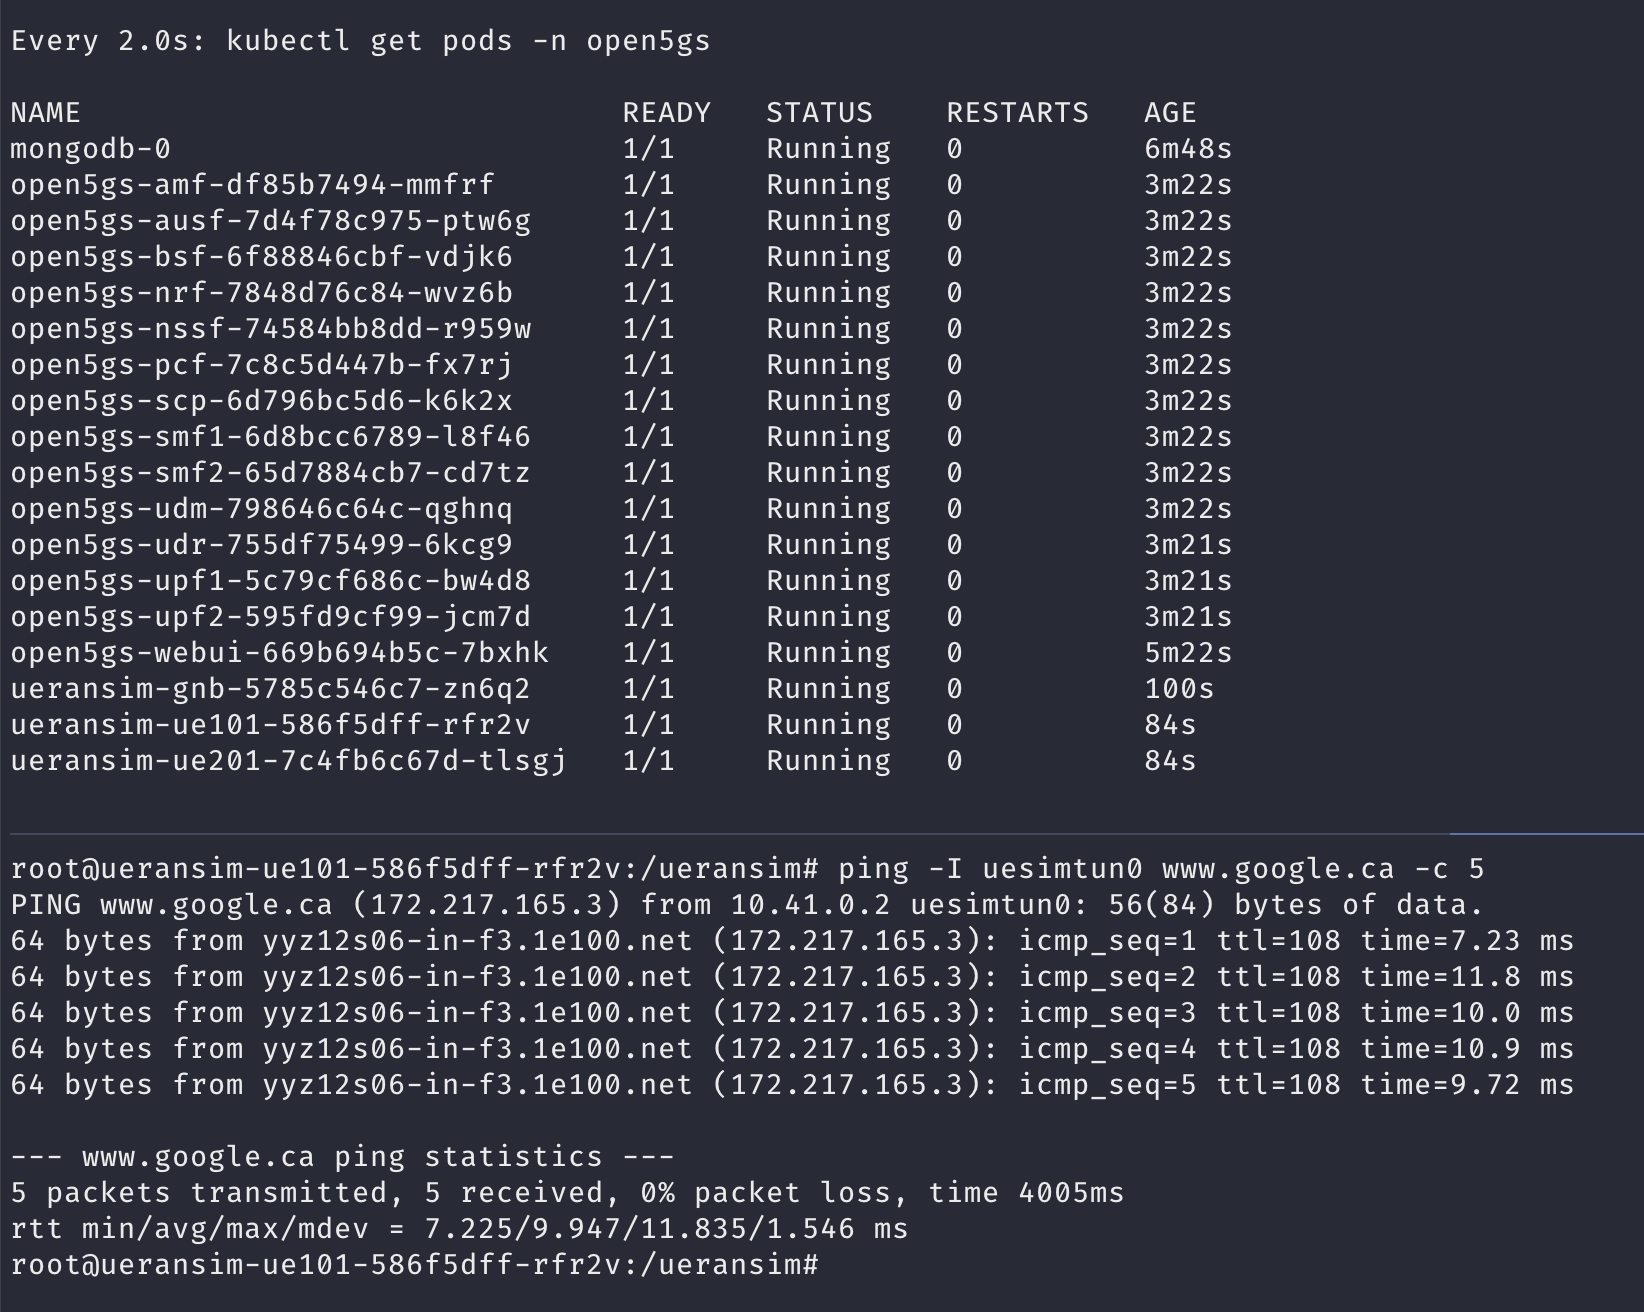 Every 2.0s: kubectl get pods -n open5gs
NAME READY STATUS RESTARTS AGE
mongodb-0 1/1 Running 0 6m48s
open5gs-amf-df85b7494-mmfrf 1/1 Running 0 3m22s
open5gs-ausf-7d4f78c975-ptw6g 1/1 Running 0 3m22s
open5gs-bsf-6f88846cbf-vdjk6 1/1 Running 0 3m22s
open5gs-nrf-7848d76c84-wvz6b 1/1 Running 0 3m22s
open5gs-nssf-74584bb8dd-r959w 1/1 Running 0 3m22s
open5gs-pcf-7c8c5d447b-fx7rj 1/1 Running 0 3m22s
open5gs-scp-6d796bc5d6-k6k2x 1/1 Running 0 3m22s
open5gs-smf1-6d8bcc6789-l8f46 1/1 Running 0 3m22s
open5gs-smf2-65d7884cb7-cd7tz 1/1 Running 0 3m22s
open5gs-udm-798646c64c-qghnq 1/1 Running 0 3m22s
open5gs-udr-755df75499-6kcg9 1/1 Running 0 3m21s
open5gs-upf1-5c79cf686c-bw4d8 1/1 Running 0 3m21s
open5gs-upf2-595fd9cf99-jcm7d 1/1 Running 0 3m21s
open5gs-webui-669b694b5c-7bxhk 1/1 Running 0 5m22s
ueransim-gnb-5785c546c7-zn6q2 1/1 Running 0 100s
ueransim-ue101-586f5dff-rfr2v 1/1 Running 0 84s
ueransim-ue201-7c4fb6c67d-tlsgj 1/1 Running 0 84s
root@ueransim-ue101-586f5dff-rfr2v:/ueransim# ping -I uesimtun0 www.google.ca -c 5
PING www.google.ca (172.217.165.3) from 10.41.0.2 uesimtun0: 56(84) bytes of data.
64 bytes from yyz12s06-in-f3.1e100.net (172.217.165.3): icmp_seq=1 ttl=108 time=7.23 ms
64 bytes from yyz12s06-in-f3.1e100.net (172.217.165.3): icmp_seq=2 ttl=108 time=11.8 ms
64 bytes from yyz12s06-in-f3.1e100.net (172.217.165.3): icmp_seq=3 ttl=108 time=10.0 ms
64 bytes from yyz12s06-in-f3.1e100.net (172.217.165.3): icmp_seq=4 ttl=108 time=10.9 ms
64 bytes from yyz12s06-in-f3.1e100.net (172.217.165.3): icmp_seq=5 ttl=108 time=9.72 ms
--- www.google.ca ping statistics ---
5 packets transmitted, 5 received, 0% packet loss, time 4005ms
rtt min/avg/max/mdev = 7.225/9.947/11.835/1.546 ms
root@ueransim-ue101-586f5dff-rfr2v:/ueransim#